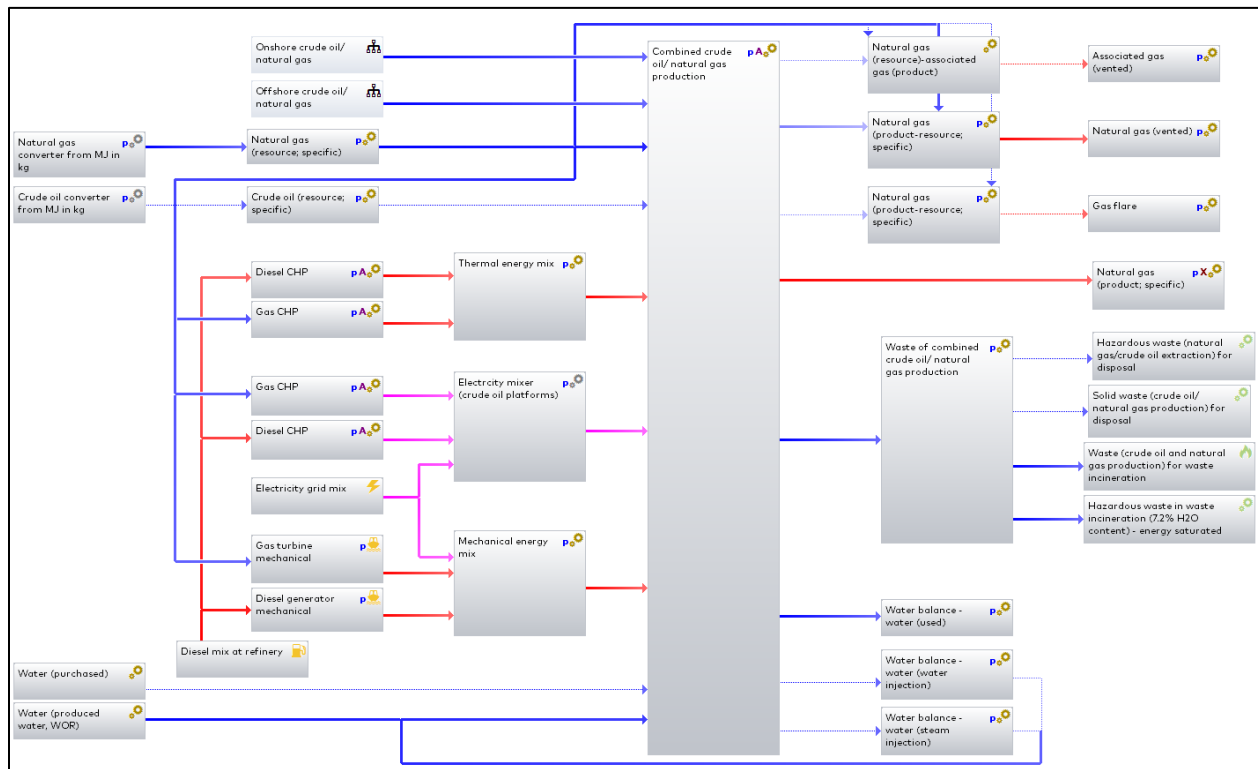 Onshore crude oil/
natural gas
Offshore crude oil/
natural gas
Natural gas
converter from MJ in
kg
p
Natural gas
(resource; specific)
p
Crude oil converter
from MJ in kg
p
Crude oil (resource;
specific)
p
Diesel CHP
p A
Gas CHP
p A
Thermal energy mix
p
Gas CHP
p A
Diesel CHP
p A
Electrcity mixer
(crude oil platforms)
p
Electricity grid mix
Gas turbine
mechanical
p
Diesel generator
mechanical
p
Mechanical energy
mix
p
Diesel mix at refinery
Water (purchased)
Water (produced
water, WOR)
Combined crude
oil/ natural gas
production
p A
Natural gas
(resource)-associated
gas (product)
Associated gas
(vented)
p
Natural gas
(product-resource;
specific)
p
Natural gas (vented)
p
Natural gas
(product-resource;
specific)
p
Gas flare
p
Natural gas
(product; specific)
p X
Waste of combined
crude oil/ natural
gas production
p
Hazardous waste (natural
gas/crude oil extraction) for
disposal
Solid waste (crude oil/
natural gas production) for
disposal
Waste (crude oil and natural
gas production) for waste
incineration
Hazardous waste in waste
incineration (7.2% H2O
content) - energy saturated
Water balance -
water (used)
p
Water balance -
water (water
injection)
p
Water balance -
water (steam
injection)
p